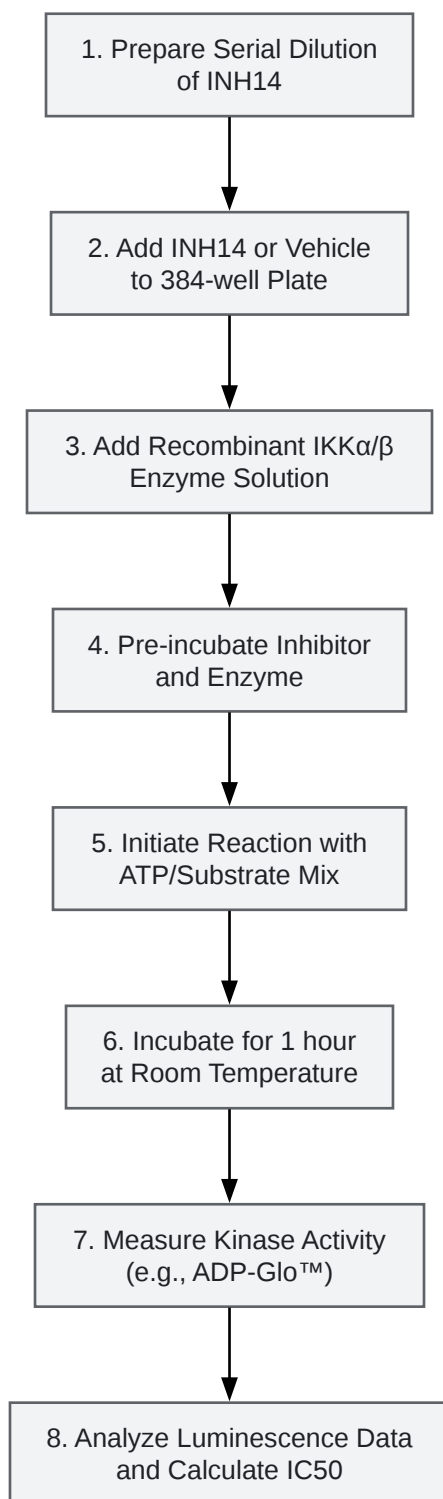 1. Prepare Serial Dilution
of INH14
2. Add INH14 or Vehicle
to 384-well Plate
3. Add Recombinant IKKα/β
Enzyme Solution
4. Pre-incubate Inhibitor
and Enzyme
5. Initiate Reaction with
ATP/Substrate Mix
6. Incubate for 1 hour
at Room Temperature
7. Measure Kinase Activity
(e.g., ADP-Glo™)
8. Analyze Luminescence Data
and Calculate IC50